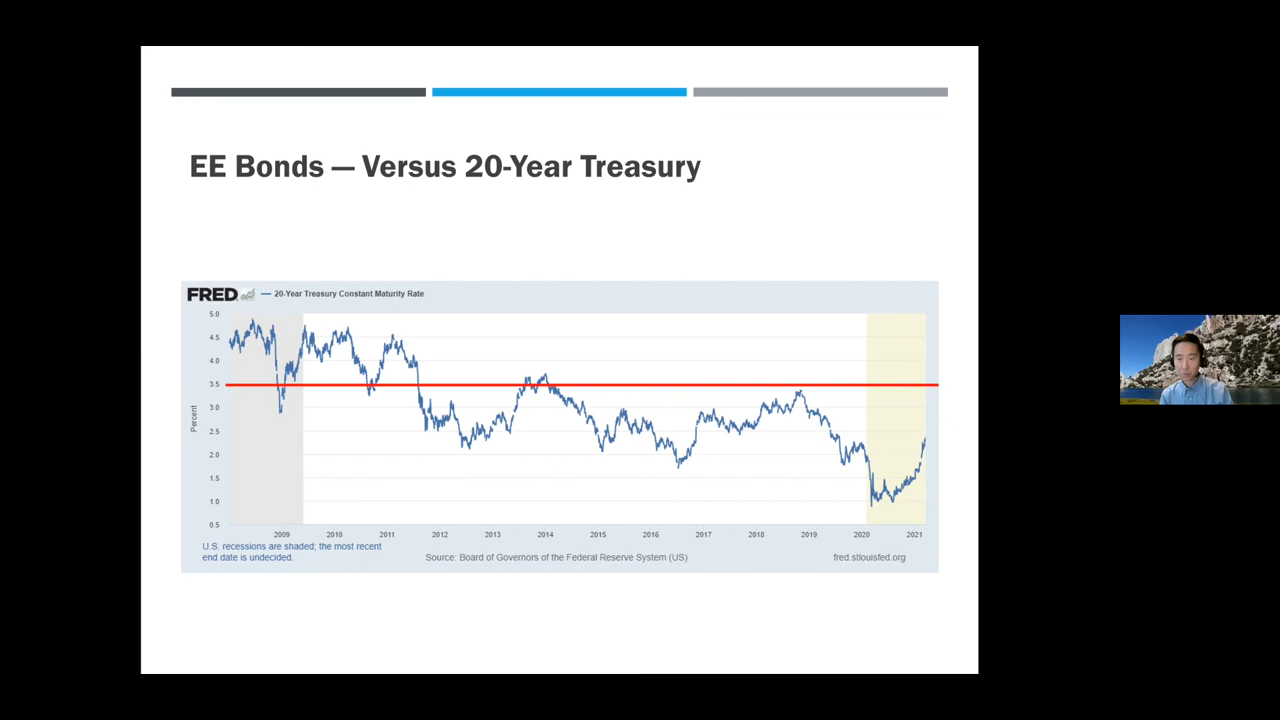 EE Bonds — Versus 20-Year Treasury
FRED
20-Year Treasury Constant Maturity Rate
5.0
4.5
4.0
3.5
3.0
2.5
2.0
1.5
1.0
0.5
Percent
2009 2010 2011 2012 2013 2014 2015 2016 2017 2018 2019 2020 2021
U.S. recessions are shaded; the most recent
end date is undecided.
Source: Board of Governors of the Federal Reserve System (US)
fred.stlouisfed.org